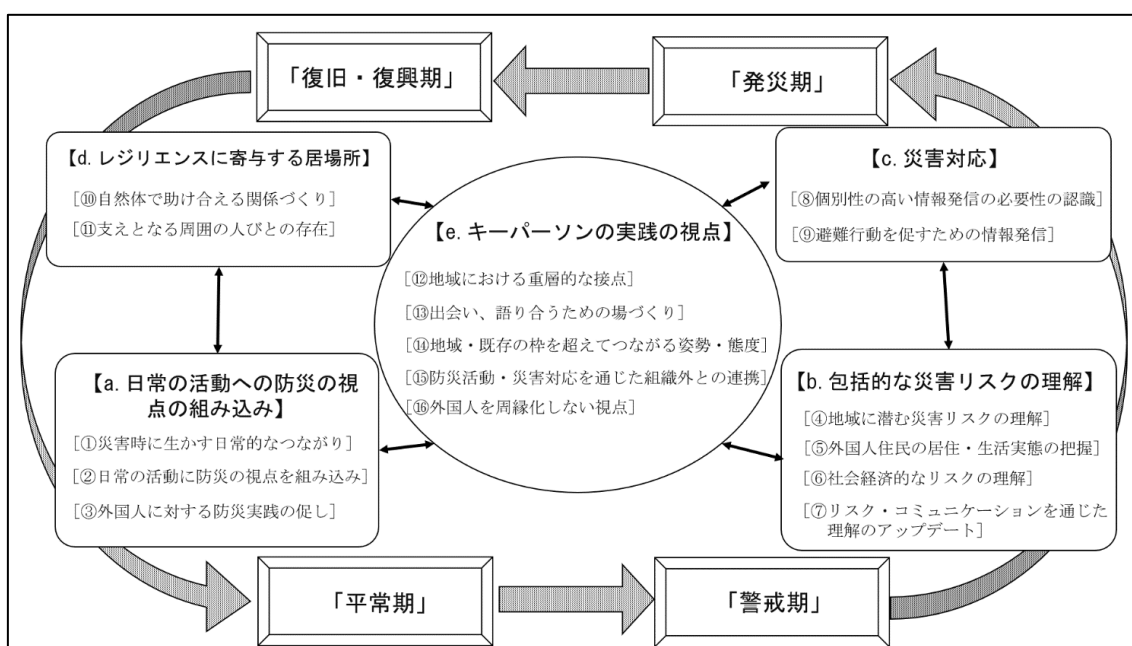 「復旧・復興期」
「発災期」
【d. レジリエンスに寄与する居場所】
[⑩自然体で助け合える関係づくり]
[⑪支えとなる周囲の人びとの存在]
【c. 災害対応】
[⑧個別性の高い情報発信の必要性の認識]
[⑨避難行動を促すための情報発信]
【e. キーパーソンの実践の視点】
[⑫地域における重層的な接点]
[⑬出会い、語り合うための場づくり]
[⑭地域・既存の枠を超えてつながる姿勢・態度]
[⑮防災活動・災害対応を通じた組織外との連携]
[⑯外国人を周縁化しない視点]
【a. 日常の活動への防災の視
点の組み込み】
[①災害時に生かす日常的なつながり]
[②日常の活動に防災の視点を組み込み]
[③外国人に対する防災実践の促し]
【b. 包括的な災害リスクの理解】
[④地域に潜む災害リスクの理解]
[⑤外国人住民の居住・生活実態の把握]
[⑥社会経済的なリスクの理解]
[⑦リスク・コミュニケーションを通じた
理解のアップデート]
「平常期」
「警戒期」